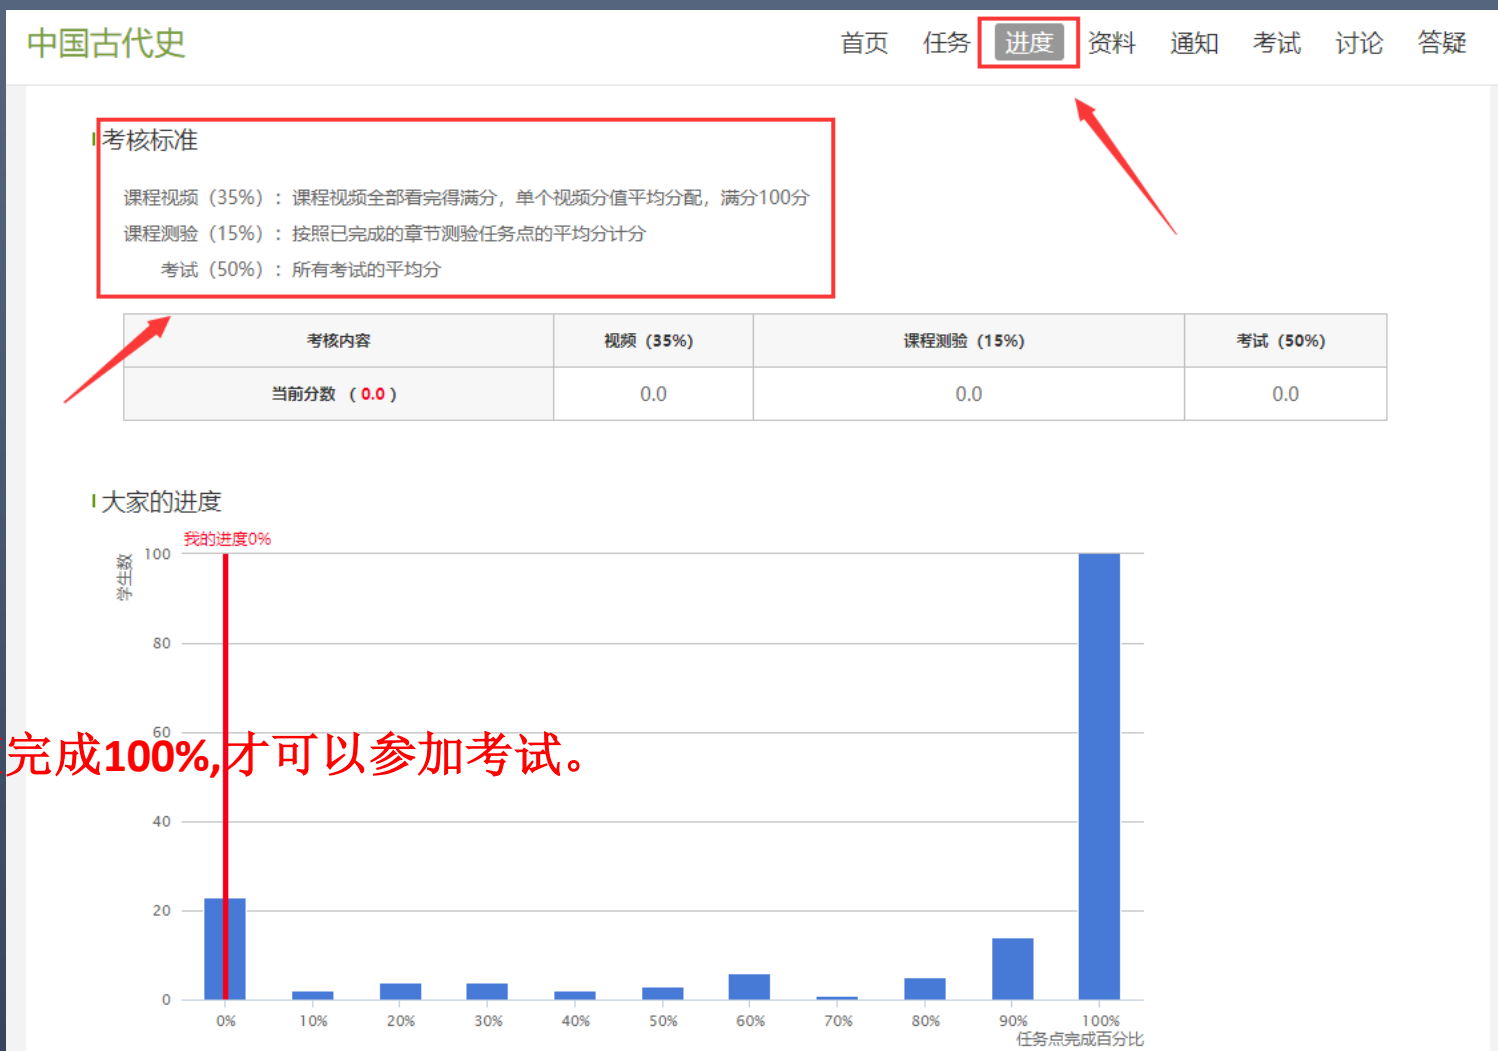 中国古代史
首页 任务 进度 资料 通知 考试 讨论 答疑
考核标准
课程视频（35%）：课程视频全部看完得满分，单个视频分值平均分配，满分100分
课程测验（15%）：按照已完成的章节测验任务点的平均分计分
考试（50%）：所有考试的平均分
考核内容 视频（35%） 课程测验（15%） 考试（50%）
当前分数 （0.0） 0.0 0.0 0.0
大家的进度
我的进度0%
学生数
100
80
60
完成100%,才可以参加考试。
40
20
0
0% 10% 20% 30% 40% 50% 60% 70% 80% 90% 100%
任务点完成百分比